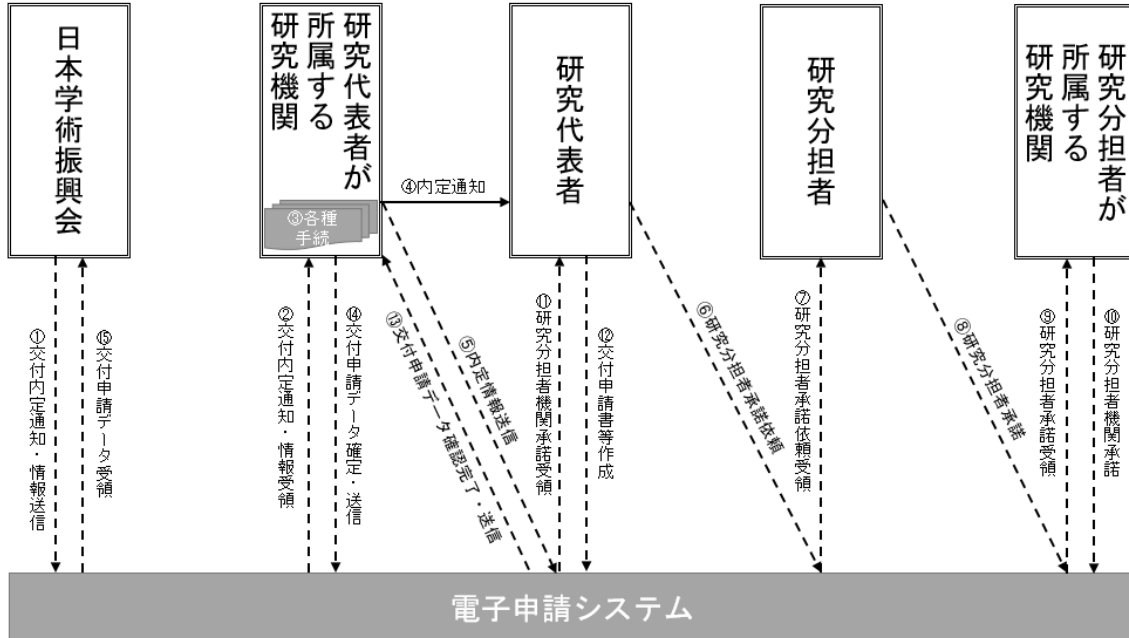 日本学術振興会
研究代表者が
所属する
研究機関
③各種
手続
④内定通知
研究代表者
研究分担者
研究分担者が
所属する
研究機関
①交付内定通知・情報送信
⑮交付申請データ受領
②交付内定通知・情報受領
⑭交付申請データ確定・送信
⑬交付申請データ確認完了・送信
⑤内定情報送信
⑪研究分担者機関承諾受領
⑫交付申請書等作成
⑥研究分担者承諾依頼
⑦研究分担者承諾依頼受領
⑧研究分担者承諾
⑨研究分担者承諾受領
⑩研究分担者機関承諾
電子申請システム